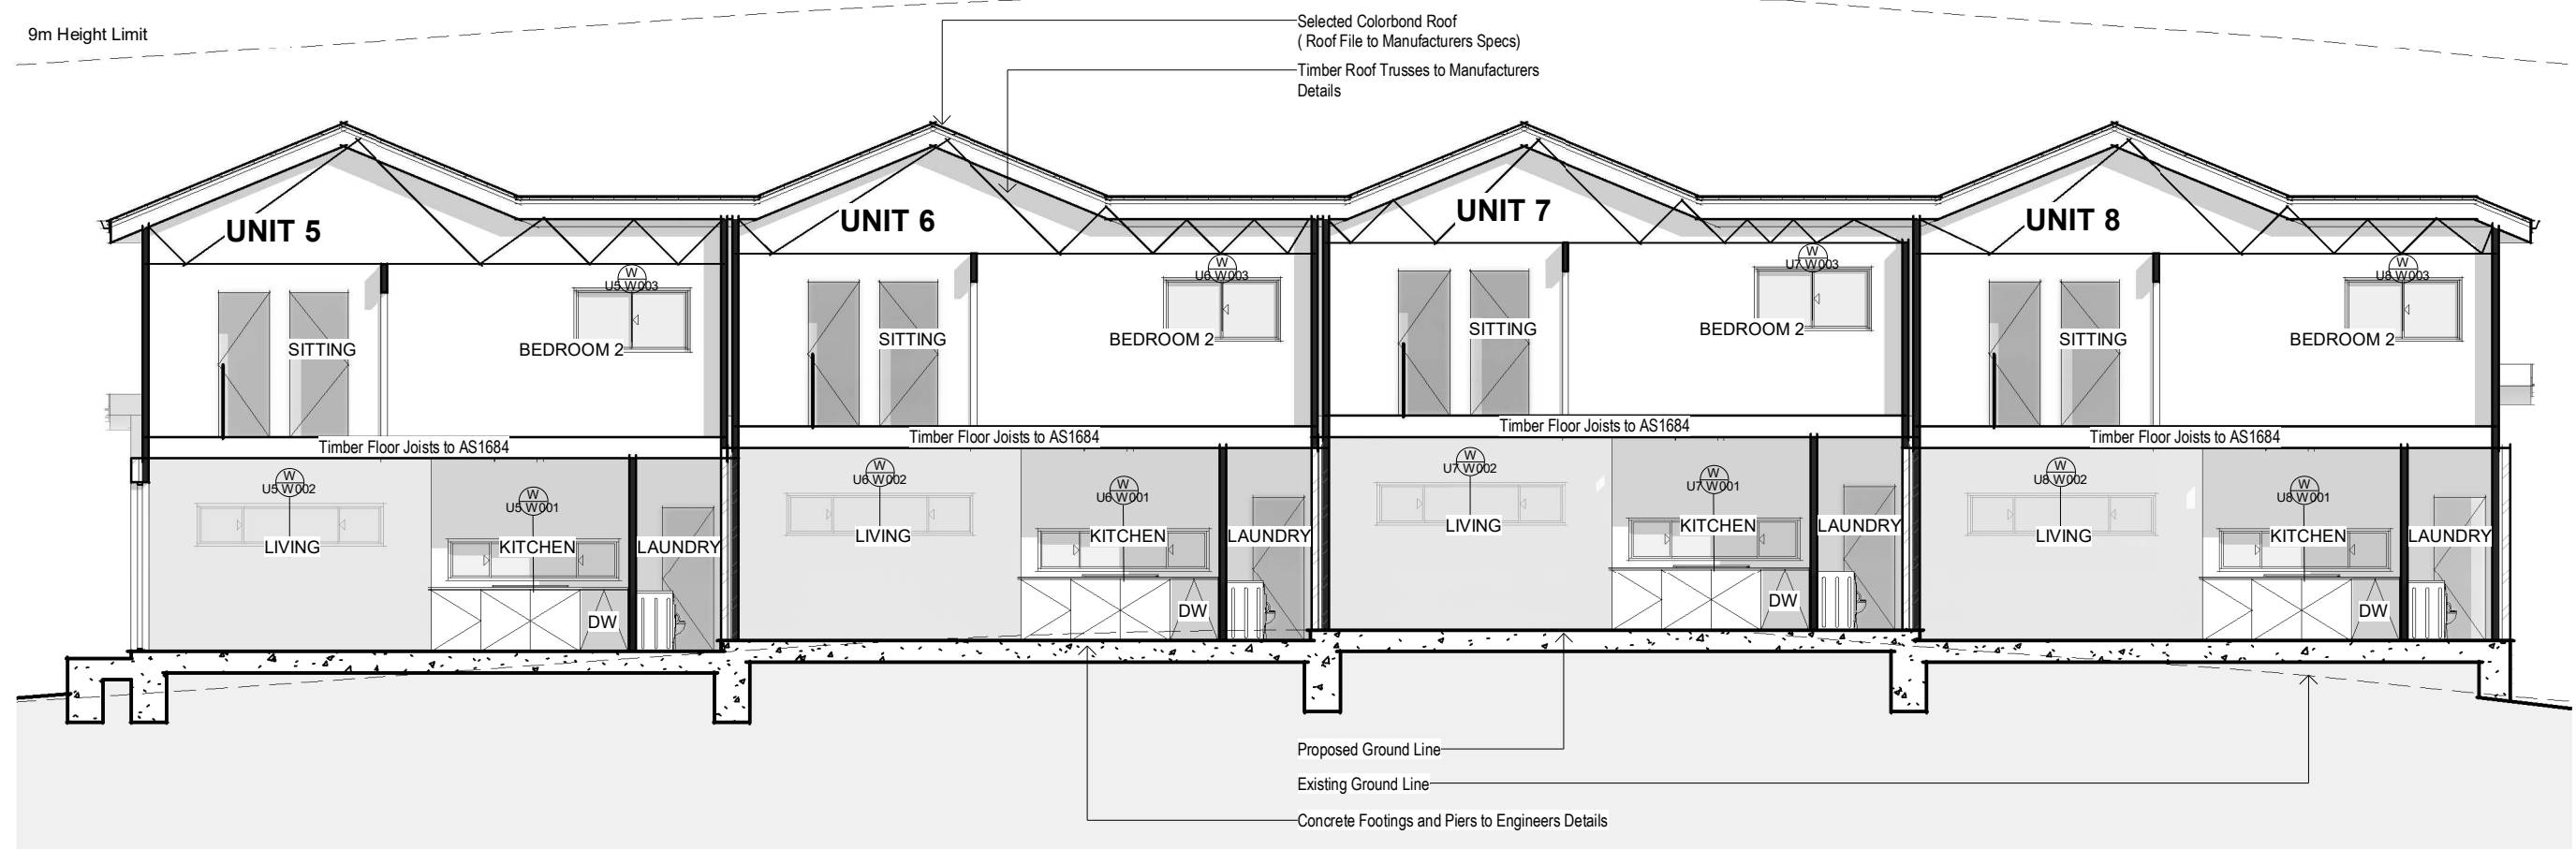 9m Height Limit
Selected Colorbond Roof
( Roof File to Manufacturers Specs)
Timber Roof Trusses to Manufacturers
Details
UNIT 5
UNIT 6
UNIT 7
UNIT 8
W
U5 W003
W
U6 W003
W
U7 W003
W
U8 W003
SITTING
BEDROOM 2
SITTING
BEDROOM 2
SITTING
BEDROOM 2
SITTING
BEDROOM 2
Timber Floor Joists to AS1684
Timber Floor Joists to AS1684
Timber Floor Joists to AS1684
Timber Floor Joists to AS1684
W
U5 W002
W
U5 W001
W
U6 W002
W
U6 W001
W
U7 W002
W
U7 W001
W
U8 W002
W
U8 W001
LIVING
KITCHEN
LAUNDRY
LIVING
KITCHEN
LAUNDRY
LIVING
KITCHEN
LAUNDRY
LIVING
KITCHEN
LAUNDRY
DW
DW
DW
DW
Proposed Ground Line
Existing Ground Line
Concrete Footings and Piers to Engineers Details